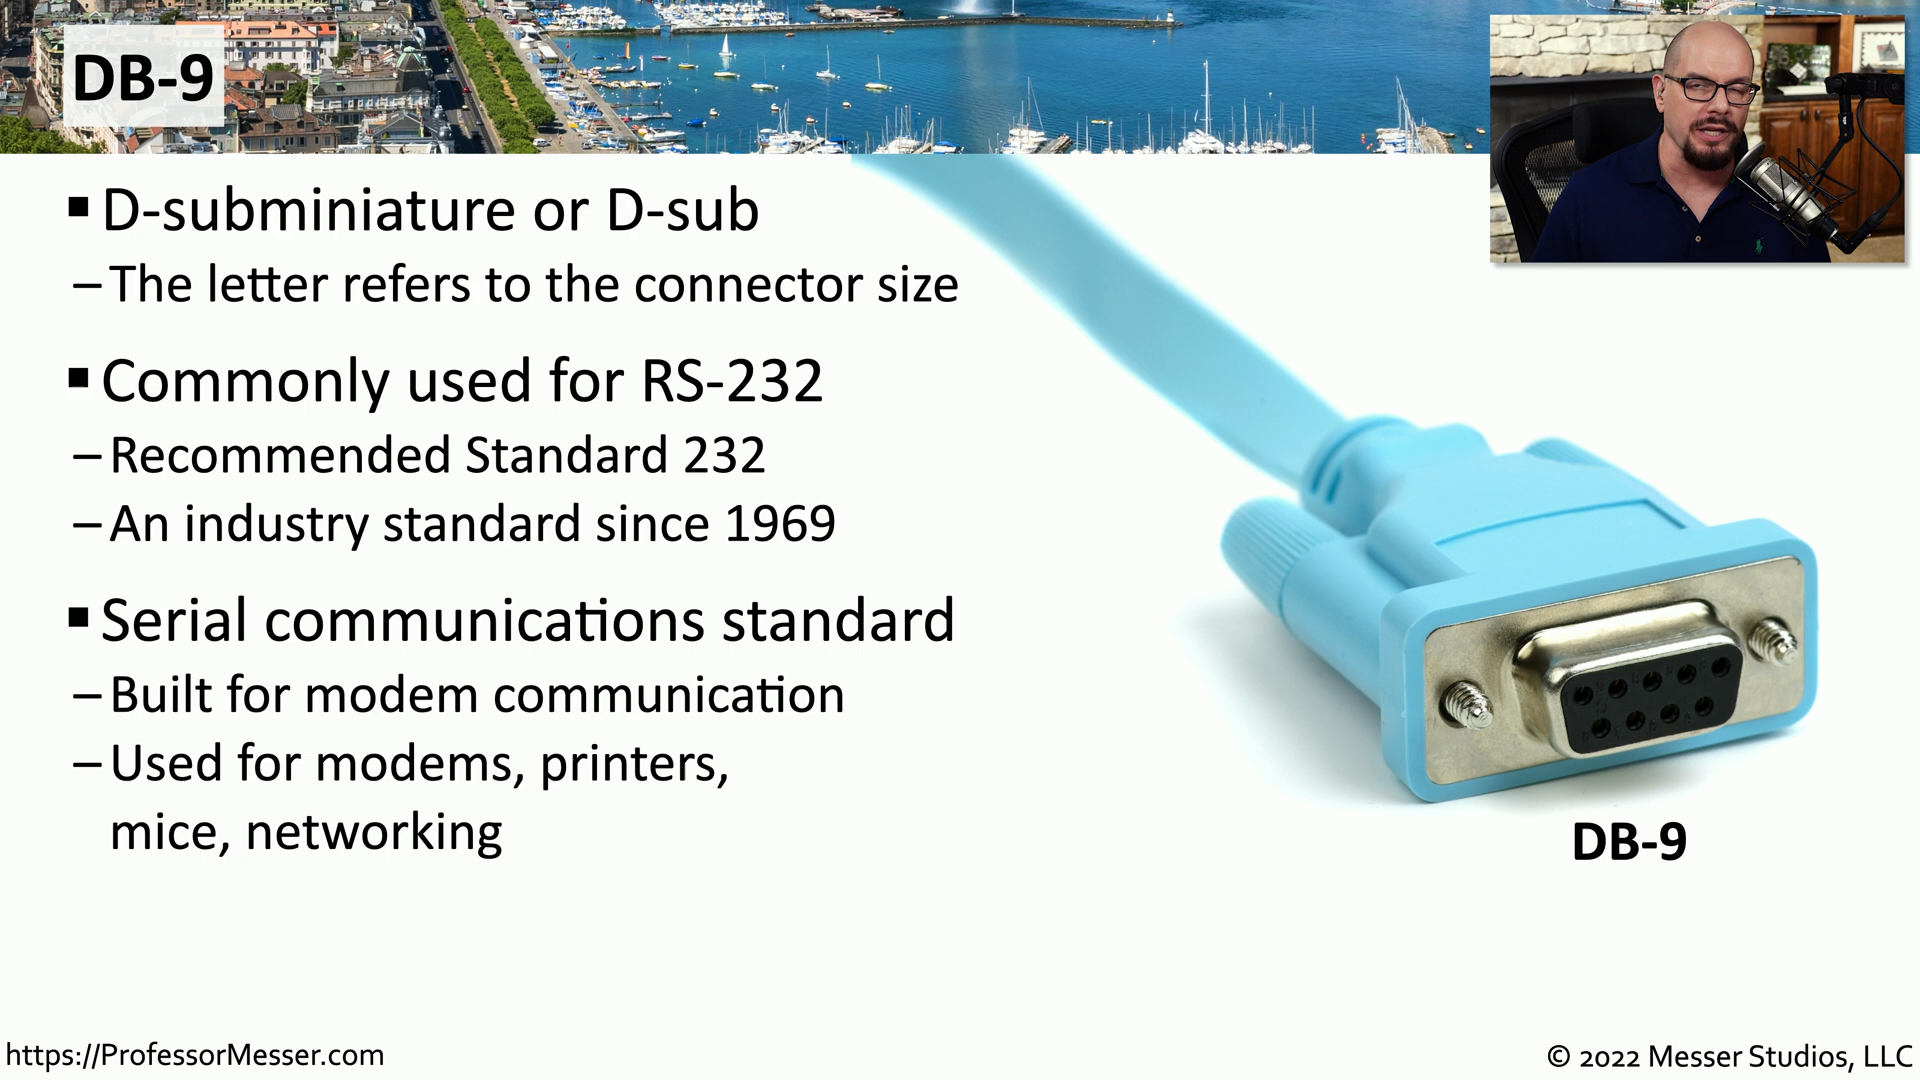 DB-9
▪ D-subminiature or D-sub
– The letter refers to the connector size
▪ Commonly used for RS-232
– Recommended Standard 232
– An industry standard since 1969
▪ Serial communications standard
– Built for modem communication
– Used for modems, printers,
mice, networking
DB-9
https://ProfessorMesser.com
© 2022 Messer Studios, LLC